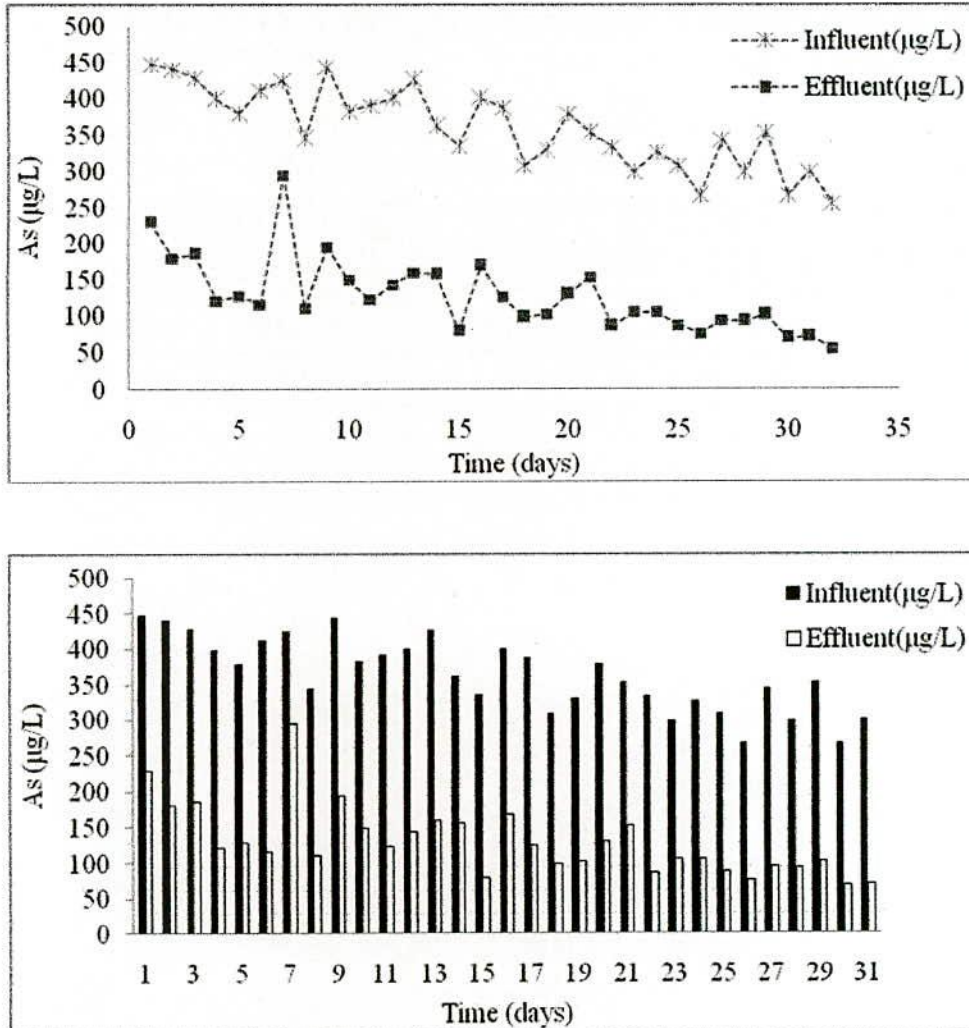 500
450
400
350
300
250
200
150
100
50
0
As (µg/L)
Influent(µg/L)
Effluent(µg/L)
0 5 10 15 20 25 30 35
Time (days)
500
450
400
350
300
250
200
150
100
50
0
As (µg/L)
Influent(µg/L)
Effluent(µg/L)
1 3 5 7 9 11 13 15 17 19 21 23 25 27 29 31
Time (days)